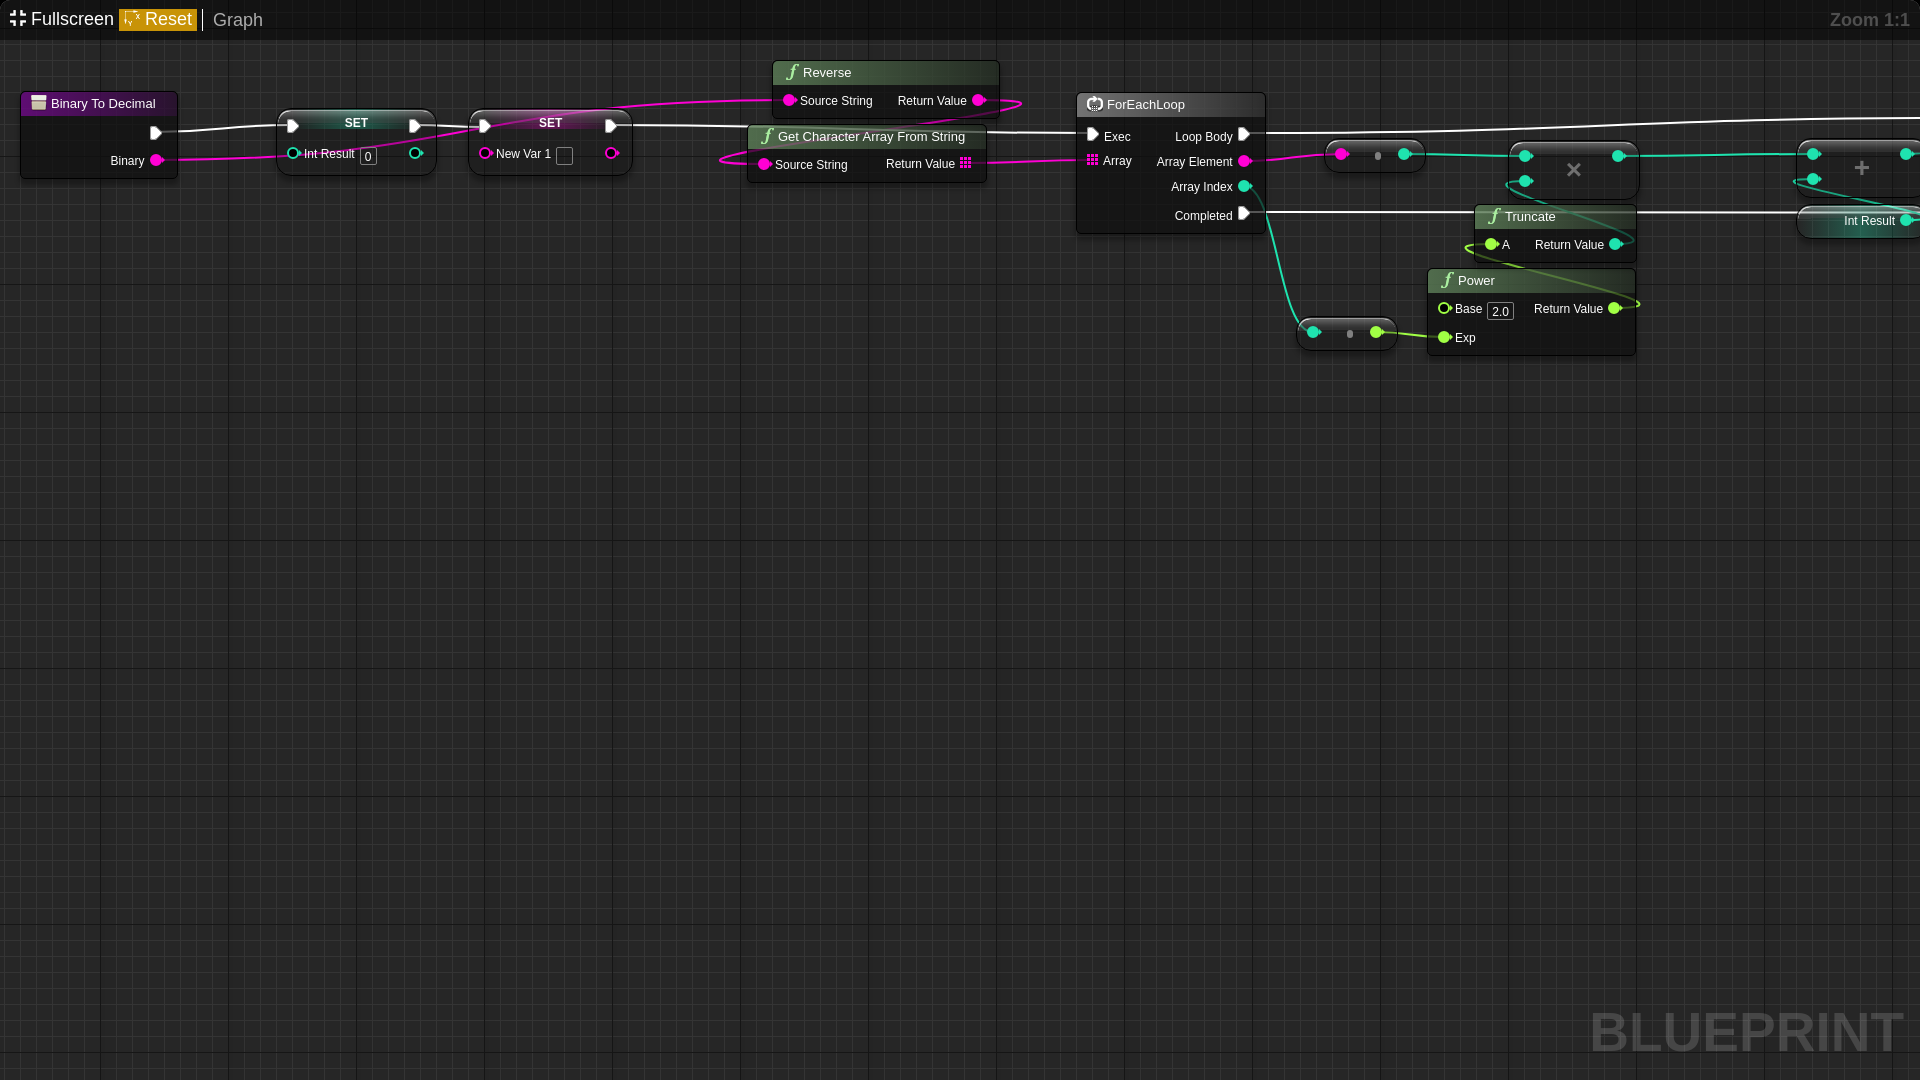 Fullscreen Reset Graph Zoom 1:1
Binary To Decimal
Binary
SET
Int Result 0
SET
New Var 1
Reverse
Source String Return Value
Get Character Array From String
Source String Return Value
ForEachLoop
Exec Loop Body
Array Array Element
Array Index
Completed
×
+
Int Result
Truncate
A Return Value
Power
Base 2.0 Return Value
Exp
BLUEPRINT